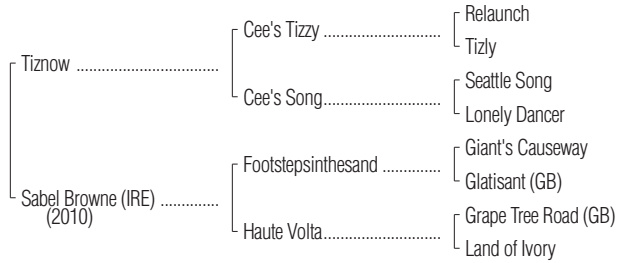 Relaunch
Cee's Tizzy ........................
Tizly
Tiznow .................................
Seattle Song
Cee's Song...........................
Lonely Dancer
Giant's Causeway
Footstepsinthesand ..............
Glatisant (GB)
Sabel Browne (IRE) ..............
(2010)
Grape Tree Road (GB)
Haute Volta...........................
Land of Ivory